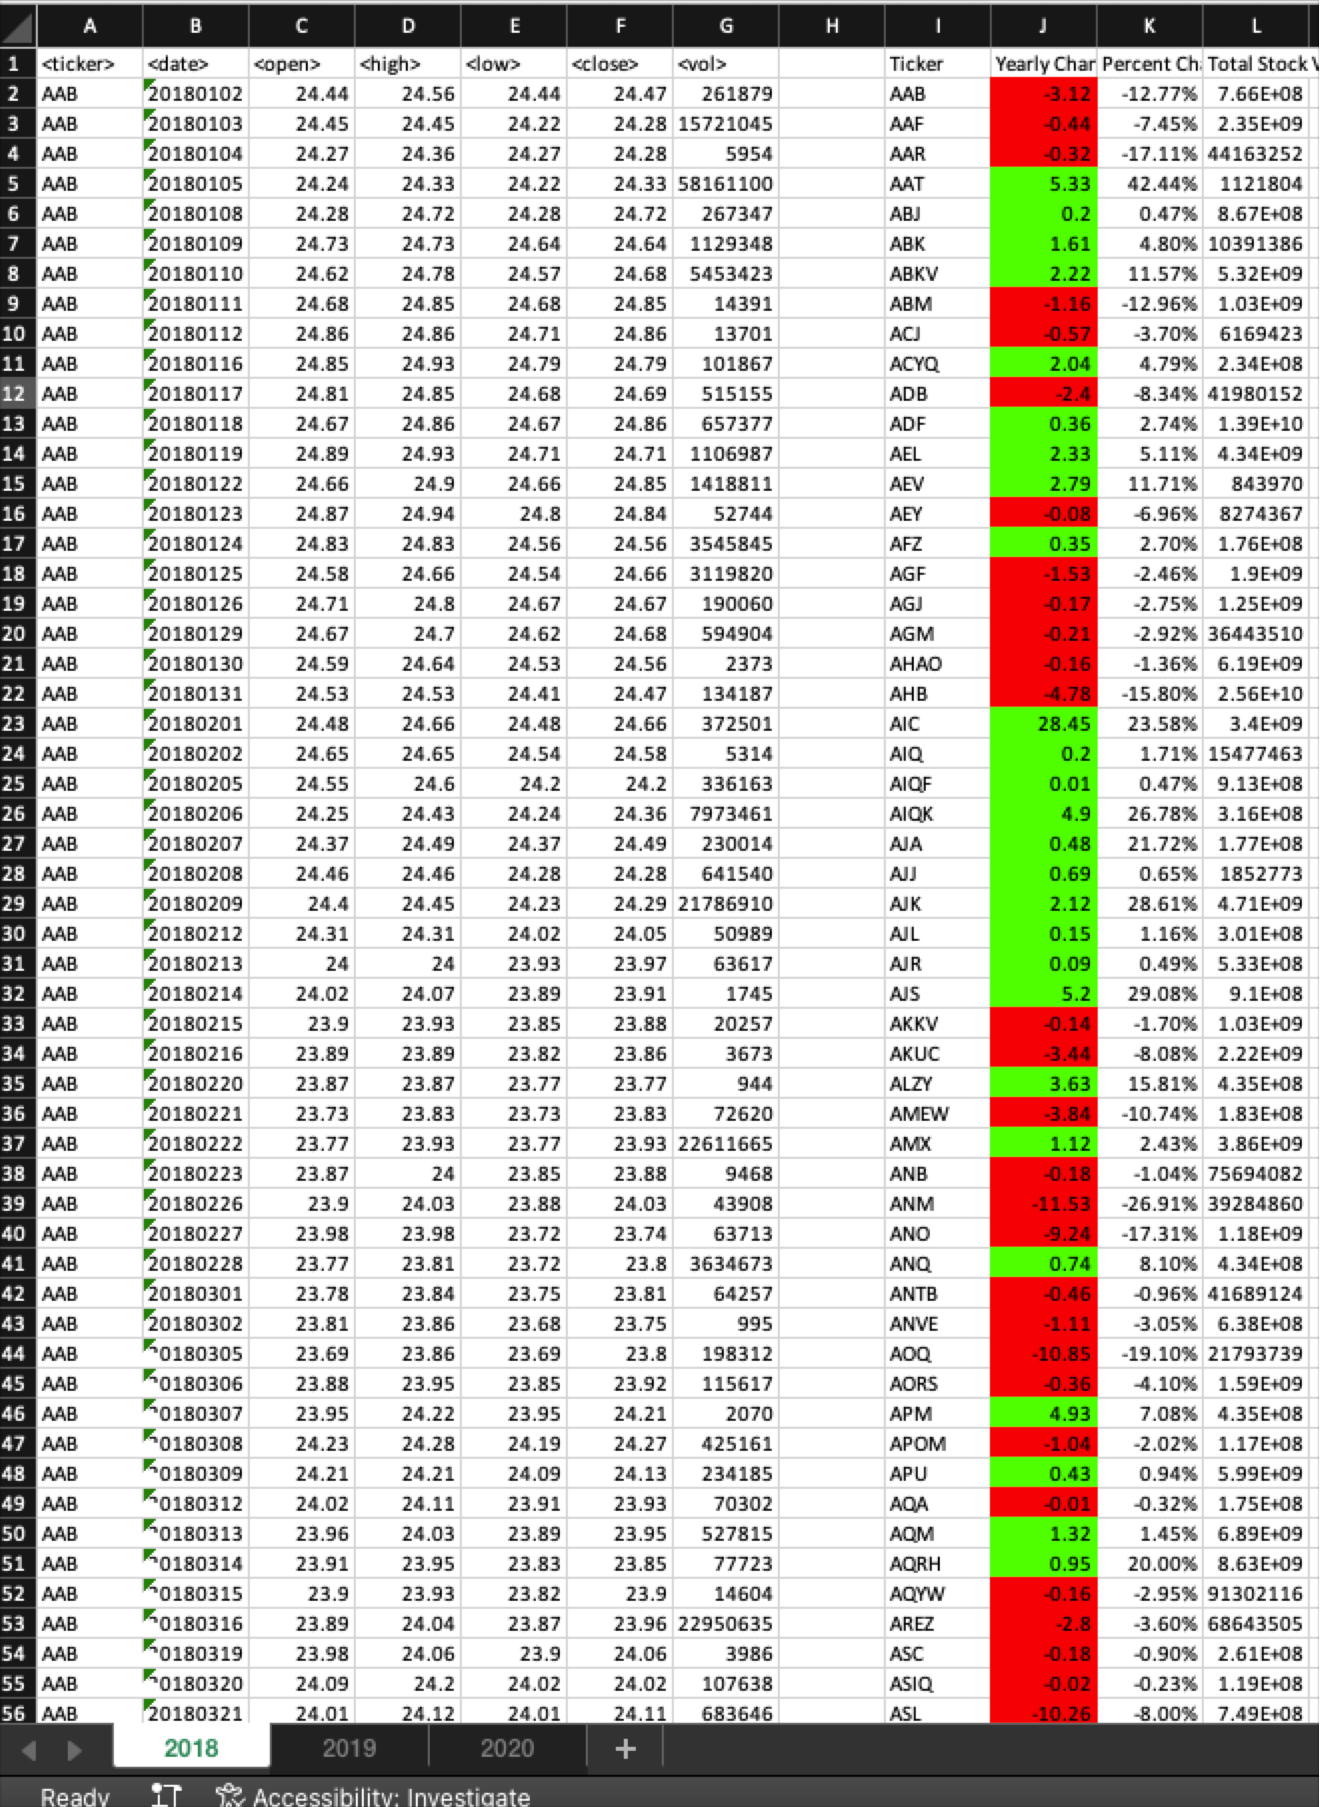 A B C D E F G H I J K L
1 <ticker> <date> <open> <high> <low> <close> <vol> Ticker Yearly Char Percent Ch Total Stock V
2 AAB 20180102 24.44 24.56 24.44 24.47 261879 AAB -3.12 -12.77% 7.66E+08
3 AAB 20180103 24.45 24.45 24.22 24.28 15721045 AAF -0.44 -7.45% 2.35E+09
4 AAB 20180104 24.27 24.36 24.27 24.28 5954 AAR -0.32 -17.11% 44163252
5 AAB 20180105 24.24 24.33 24.22 24.33 58161100 AAT 5.33 42.44% 1121804
6 AAB 20180108 24.28 24.72 24.28 24.72 267347 ABJ 0.2 0.47% 8.67E+08
7 AAB 20180109 24.73 24.73 24.64 24.64 1129348 ABK 1.61 4.80% 10391386
8 AAB 20180110 24.62 24.78 24.57 24.68 5453423 ABKV 2.22 11.57% 5.32E+09
9 AAB 20180111 24.68 24.85 24.68 24.85 14391 ABM -1.16 -12.96% 1.03E+09
10 AAB 20180112 24.86 24.86 24.71 24.86 13701 ACJ -0.57 -3.70% 6169423
11 AAB 20180116 24.85 24.93 24.79 24.79 101867 ACYQ 2.04 4.79% 2.34E+08
12 AAB 20180117 24.81 24.85 24.68 24.69 515155 ADB -2.4 -8.34% 41980152
13 AAB 20180118 24.67 24.86 24.67 24.86 657377 ADF 0.36 2.74% 1.39E+10
14 AAB 20180119 24.89 24.93 24.71 24.71 1106987 AEL 2.33 5.11% 4.34E+09
15 AAB 20180122 24.66 24.9 24.66 24.85 1418811 AEV 2.79 11.71% 843970
16 AAB 20180123 24.87 24.94 24.8 24.84 52744 AEY -0.08 -6.96% 8274367
17 AAB 20180124 24.83 24.83 24.56 24.56 3545845 AFZ 0.35 2.70% 1.76E+08
18 AAB 20180125 24.58 24.66 24.54 24.66 3119820 AGF -1.53 -2.46% 1.9E+09
19 AAB 20180126 24.71 24.8 24.67 24.67 190060 AGJ -0.17 -2.75% 1.25E+09
20 AAB 20180129 24.67 24.7 24.62 24.68 594904 AGM -0.21 -2.92% 36443510
21 AAB 20180130 24.59 24.64 24.53 24.56 2373 AHAO -0.16 -1.36% 6.19E+09
22 AAB 20180131 24.53 24.53 24.41 24.47 134187 AHB -4.78 -15.80% 2.56E+10
23 AAB 20180201 24.48 24.66 24.48 24.66 372501 AIC 28.45 23.58% 3.4E+09
24 AAB 20180202 24.65 24.65 24.54 24.58 5314 AIQ 0.2 1.71% 15477463
25 AAB 20180205 24.55 24.6 24.2 24.2 336163 AIQF 0.01 0.47% 9.13E+08
26 AAB 20180206 24.25 24.43 24.24 24.36 7973461 AIQK 4.9 26.78% 3.16E+08
27 AAB 20180207 24.37 24.49 24.37 24.49 230014 AJA 0.48 21.72% 1.77E+08
28 AAB 20180208 24.46 24.46 24.28 24.28 641540 AJJ 0.69 0.65% 1852773
29 AAB 20180209 24.4 24.45 24.23 24.29 21786910 AJK 2.12 28.61% 4.71E+09
30 AAB 20180212 24.31 24.31 24.02 24.05 50989 AJL 0.15 1.16% 3.01E+08
31 AAB 20180213 24 24 23.93 23.97 63617 AJR 0.09 0.49% 5.33E+08
32 AAB 20180214 24.02 24.07 23.89 23.91 1745 AJS 5.2 29.08% 9.1E+08
33 AAB 20180215 23.9 23.93 23.85 23.88 20257 AKKV -0.14 -1.70% 1.03E+09
34 AAB 20180216 23.89 23.89 23.82 23.86 3673 AKUC -3.44 -8.08% 2.22E+09
35 AAB 20180220 23.87 23.87 23.77 23.77 944 ALZY 3.63 15.81% 4.35E+08
36 AAB 20180221 23.73 23.83 23.73 23.83 72620 AMEW -3.84 -10.74% 1.83E+08
37 AAB 20180222 23.77 23.93 23.77 23.93 22611665 AMX 1.12 2.43% 3.86E+09
38 AAB 20180223 23.87 24 23.85 23.88 9468 ANB -0.18 -1.04% 75694082
39 AAB 20180226 23.9 24.03 23.88 24.03 43908 ANM -11.53 -26.91% 39284860
40 AAB 20180227 23.98 23.98 23.72 23.74 63713 ANO -9.24 -17.31% 1.18E+09
41 AAB 20180228 23.77 23.81 23.72 23.8 3634673 ANQ 0.74 8.10% 4.34E+08
42 AAB 20180301 23.78 23.84 23.75 23.81 64257 ANTB -0.46 -0.96% 41689124
43 AAB 20180302 23.81 23.86 23.68 23.75 995 ANVE -1.11 -3.05% 6.38E+08
44 AAB 20180305 23.69 23.86 23.69 23.8 198312 AOQ -10.85 -19.10% 21793739
45 AAB 20180306 23.88 23.95 23.85 23.92 115617 AORS -0.36 -4.10% 1.59E+09
46 AAB 20180307 23.95 24.22 23.95 24.21 2070 APM 4.93 7.08% 4.35E+08
47 AAB 20180308 24.23 24.28 24.19 24.27 425161 APOM -1.04 -2.02% 1.17E+08
48 AAB 20180309 24.21 24.21 24.09 24.13 234185 APU 0.43 0.94% 5.99E+09
49 AAB 20180312 24.02 24.11 23.91 23.93 70302 AQA -0.01 -0.32% 1.75E+08
50 AAB 20180313 23.96 24.03 23.89 23.95 527815 AQM 1.32 1.45% 6.89E+09
51 AAB 20180314 23.91 23.95 23.83 23.85 77723 AQRH 0.95 20.00% 8.63E+09
52 AAB 20180315 23.9 23.93 23.82 23.9 14604 AQYW -0.16 -2.95% 91302116
53 AAB 20180316 23.89 24.04 23.87 23.96 22950635 AREZ -2.8 -3.60% 68643505
54 AAB 20180319 23.98 24.06 23.9 24.06 3986 ASC -0.18 -0.90% 2.61E+08
55 AAB 20180320 24.09 24.2 24.02 24.02 107638 ASIQ -0.02 -0.23% 1.19E+08
56 AAB 20180321 24.01 24.12 24.01 24.11 683646 ASL -10.26 -8.00% 7.49E+08
2018 2019 2020 +
Ready Accessibility: Investigate